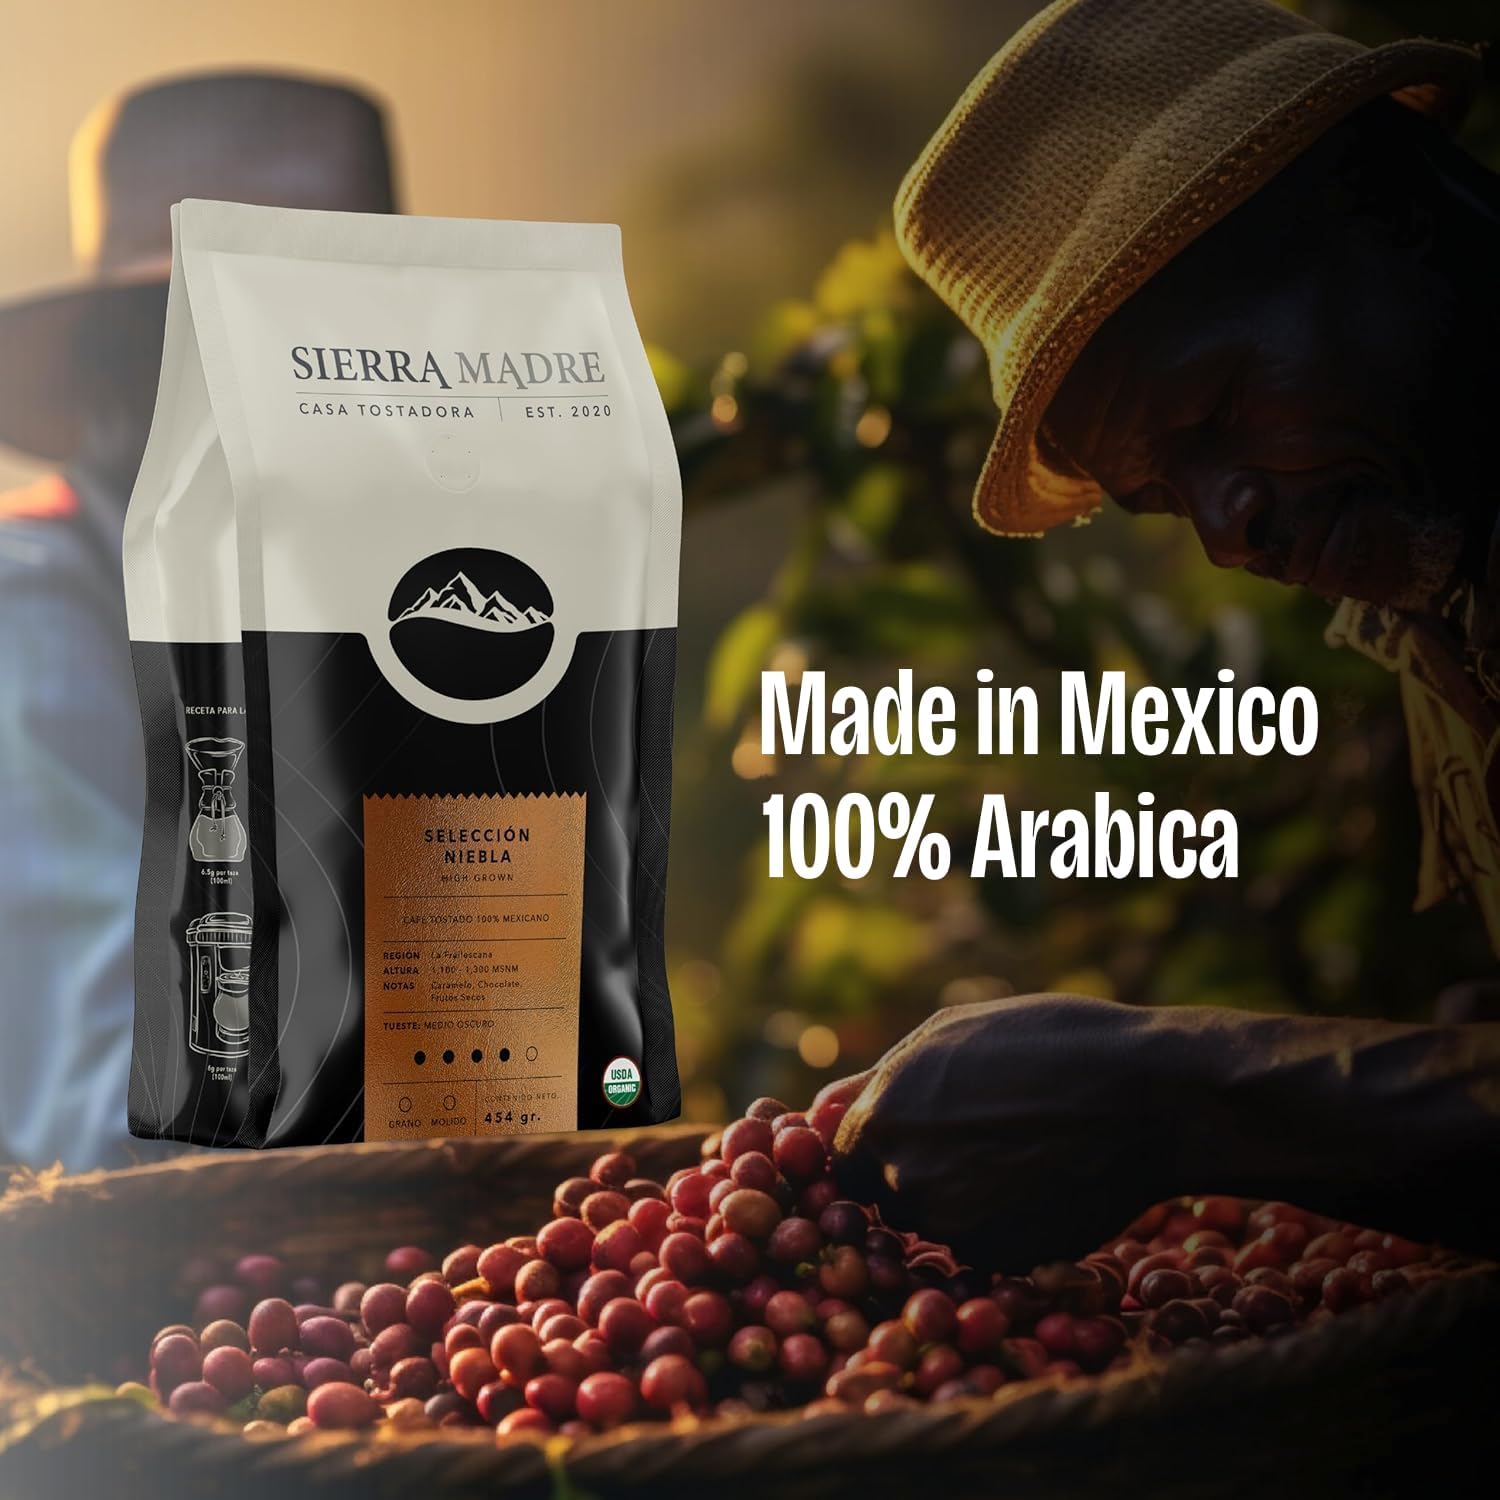 SIERRA MADRE
CASA TOSTADORA | EST. 2020
RECETA PARA LA
6.5g por taza
(100ml)
6g por taza
(100ml)
SELECCIÓN
NIEBLA
HIGH GROWN
CAFÉ TOSTADO 100% MEXICANO
REGIÓN La Frailescana
ALTURA 1,100 - 1,300 MSNM
NOTAS Caramelo, Chocolate,
Frutos Secos
TUESTE: MEDIO OSCURO
GRANO MOLIDO
CONTENIDO NETO.
454 gr.
USDA
ORGANIC
Made in Mexico
100% Arabica